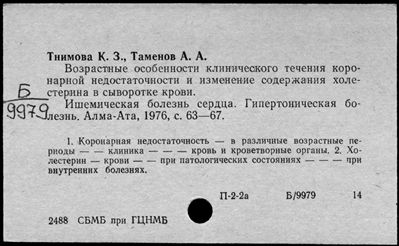 Тнимова К. З., Таменов А. А.
Возрастные особенности клинического течения коро-
нарной недостаточности и изменение содержания холе-
стерина в сыворотке крови.
Б
9979
Ишемическая болезнь сердца. Гипертоническая бо-
лезнь. Алма-Ата, 1976, с. 63—67.
1. Коронарная недостаточность — в различные возрастные пе-
риоды — — клиника — — — кровь и кроветворные органы. 2. Хо-
лестерин — крови — — при патологических состояниях — — — при
внутренних болезнях.
П-2-2а Б/9979 14
2488 СБМБ при ГЦНМБ